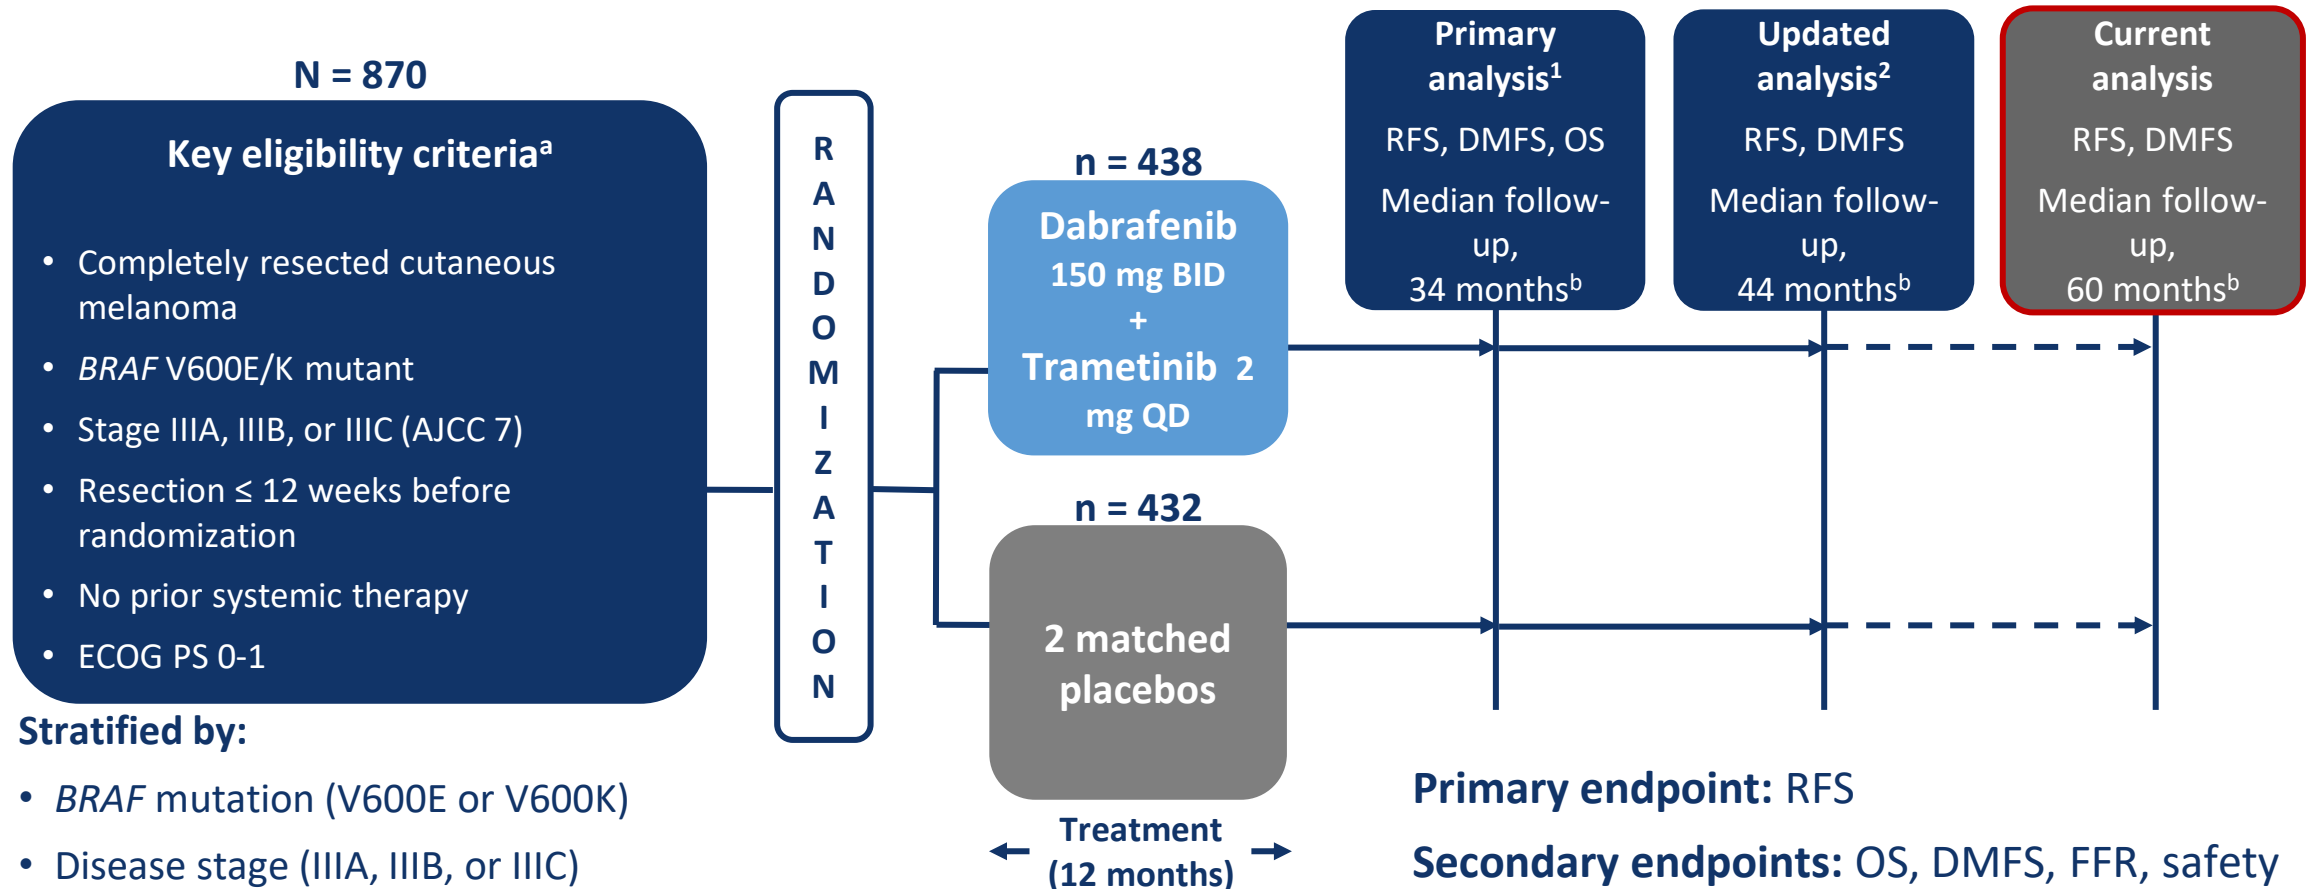 N = 870
Key eligibility criteriaᵃ
• Completely resected cutaneous
melanoma
• BRAF V600E/K mutant
• Stage IIIA, IIIB, or IIIC (AJCC 7)
• Resection ≤ 12 weeks before
randomization
• No prior systemic therapy
• ECOG PS 0-1
Stratified by:
• BRAF mutation (V600E or V600K)
• Disease stage (IIIA, IIIB, or IIIC)
R
A
N
D
O
M
I
Z
A
T
I
O
N
n = 438
Dabrafenib
150 mg BID
+
Trametinib 2
mg QD
n = 432
2 matched
placebos
Treatment
(12 months)
Primary
analysis¹
RFS, DMFS, OS
Median follow-
up,
34 monthsᵇ
Updated
analysis²
RFS, DMFS
Median follow-
up,
44 monthsᵇ
Current
analysis
RFS, DMFS
Median follow-
up,
60 monthsᵇ
Primary endpoint: RFS
Secondary endpoints: OS, DMFS, FFR, safety